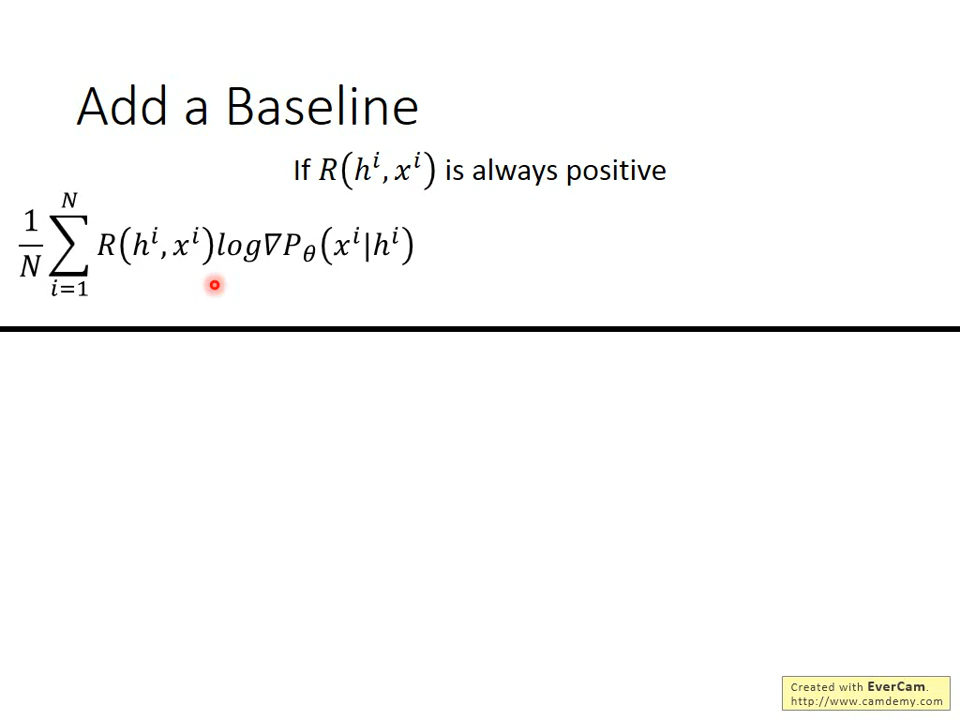 Add a Baseline
If R(hⁱ, xⁱ) is always positive
1/N ∑_{i=1}^{N} R(hⁱ, xⁱ)log∇P_θ(xⁱ|hⁱ)
Created with EverCam.
http://www.camdemy.com